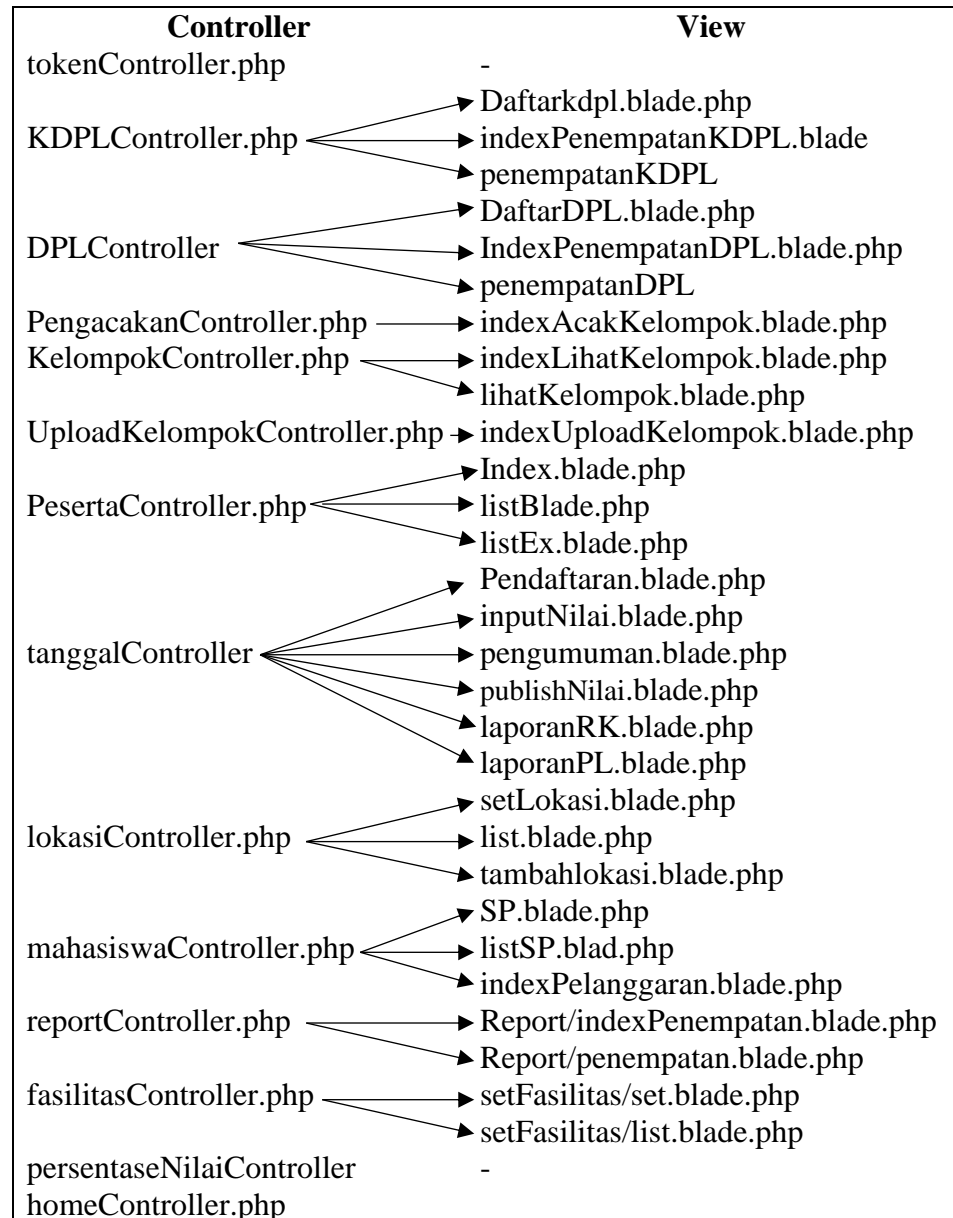 Controller View
tokenController.php -
Daftarkdpl.blade.php
KDPLController.php indexPenempatanKDPL.blade
penempatanKDPL
DaftarDPL.blade.php
DPLController IndexPenempatanDPL.blade.php
penempatanDPL
PengacakanController.php indexAcakKelompok.blade.php
KelompokController.php indexLihatKelompok.blade.php
lihatKelompok.blade.php
UploadKelompokController.php indexUploadKelompok.blade.php
Index.blade.php
PesertaController.php listBlade.php
listEx.blade.php
Pendaftaran.blade.php
inputNilai.blade.php
tanggalController pengumuman.blade.php
publishNilai.blade.php
laporanRK.blade.php
laporanPL.blade.php
setLokasi.blade.php
lokasiController.php list.blade.php
tambahlokasi.blade.php
SP.blade.php
mahasiswaController.php listSP.blad.php
indexPelanggaran.blade.php
reportController.php Report/indexPenempatan.blade.php
Report/penempatan.blade.php
fasilitasController.php setFasilitas/set.blade.php
setFasilitas/list.blade.php
persentaseNilaiController -
homeController.php